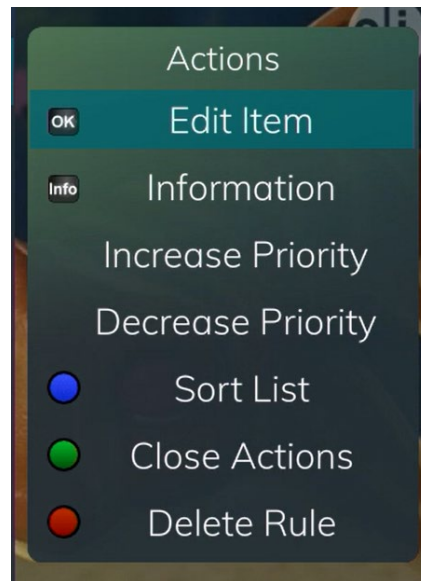 Actions
OK Edit Item
Info Information
Increase Priority
Decrease Priority
Sort List
Close Actions
Delete Rule